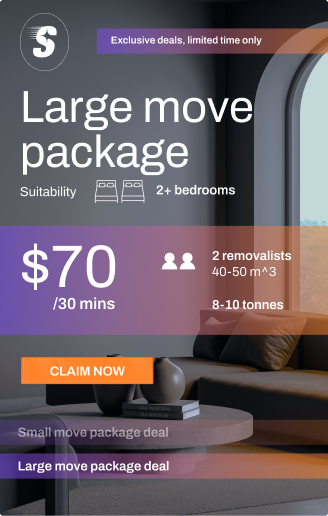 S
Exclusive deals, limited time only
Large move
package
Suitability
2+ bedrooms
$70
/30 mins
2 removalists
40-50 m^3
8-10 tonnes
CLAIM NOW
Small move package deal
Large move package deal